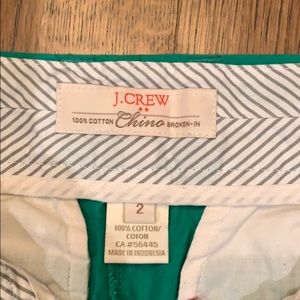 J.CREW
100% COTTON Chino BROKEN-IN
2
100% COTTON/
COTON
CA #56445
MADE IN INDONESIA